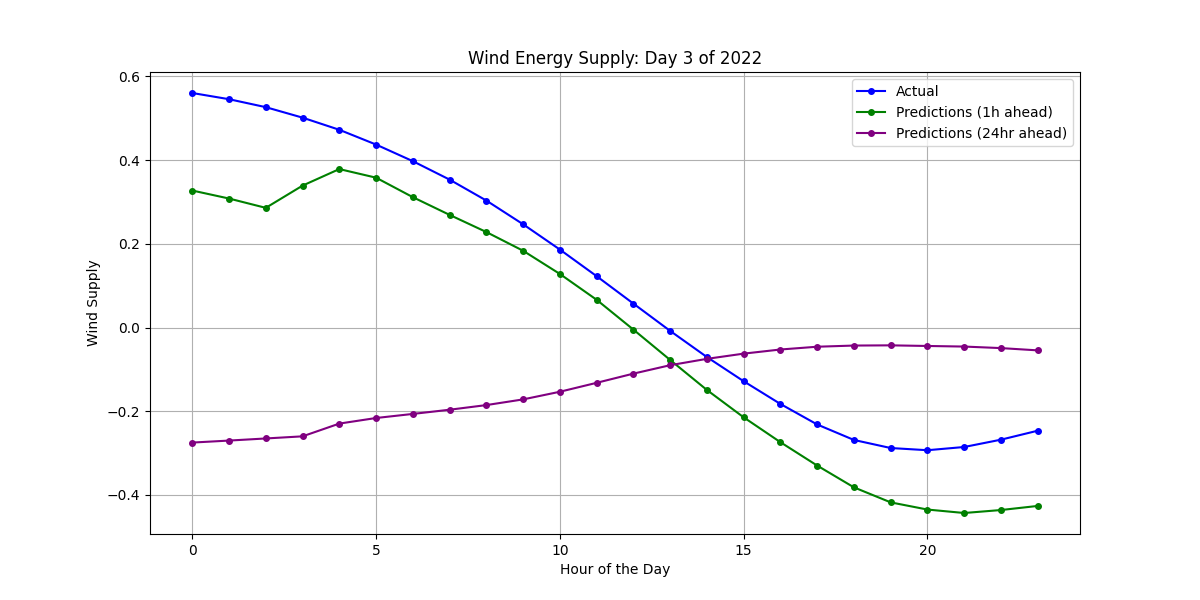 Wind Energy Supply: Day 3 of 2022
Actual
Predictions (1h ahead)
Predictions (24hr ahead)
Wind Supply
0.6
0.4
0.2
0.0
−0.2
−0.4
0 5 10 15 20
Hour of the Day